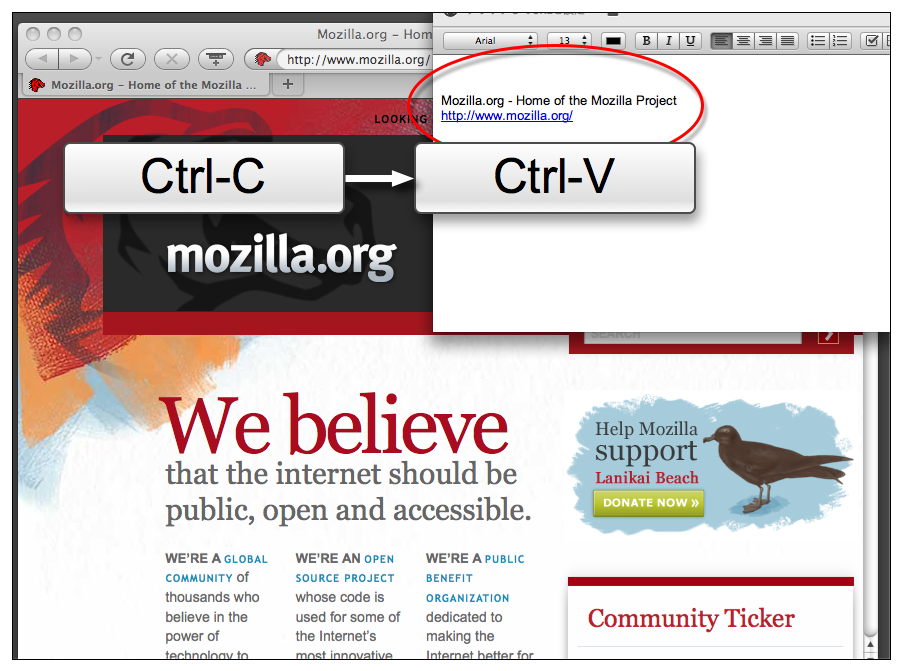 Mozilla.org - Hom
Arial
13
B I U
http://www.mozilla.org/
Mozilla.org - Home of the Mozilla ...
Mozilla.org - Home of the Mozilla Project
http://www.mozilla.org/
LOOKING
Ctrl-C
Ctrl-V
mozilla.org
SEARCH
We believe
that the internet should be
public, open and accessible.
Help Mozilla
support
Lanikai Beach
DONATE NOW »
WE'RE A GLOBAL
COMMUNITY of
thousands who
believe in the
power of
technology to
WE'RE AN OPEN
SOURCE PROJECT
whose code is
used for some of
the Internet's
most innovative
WE'RE A PUBLIC
BENEFIT
ORGANIZATION
dedicated to
making the
Internet better for
Community Ticker